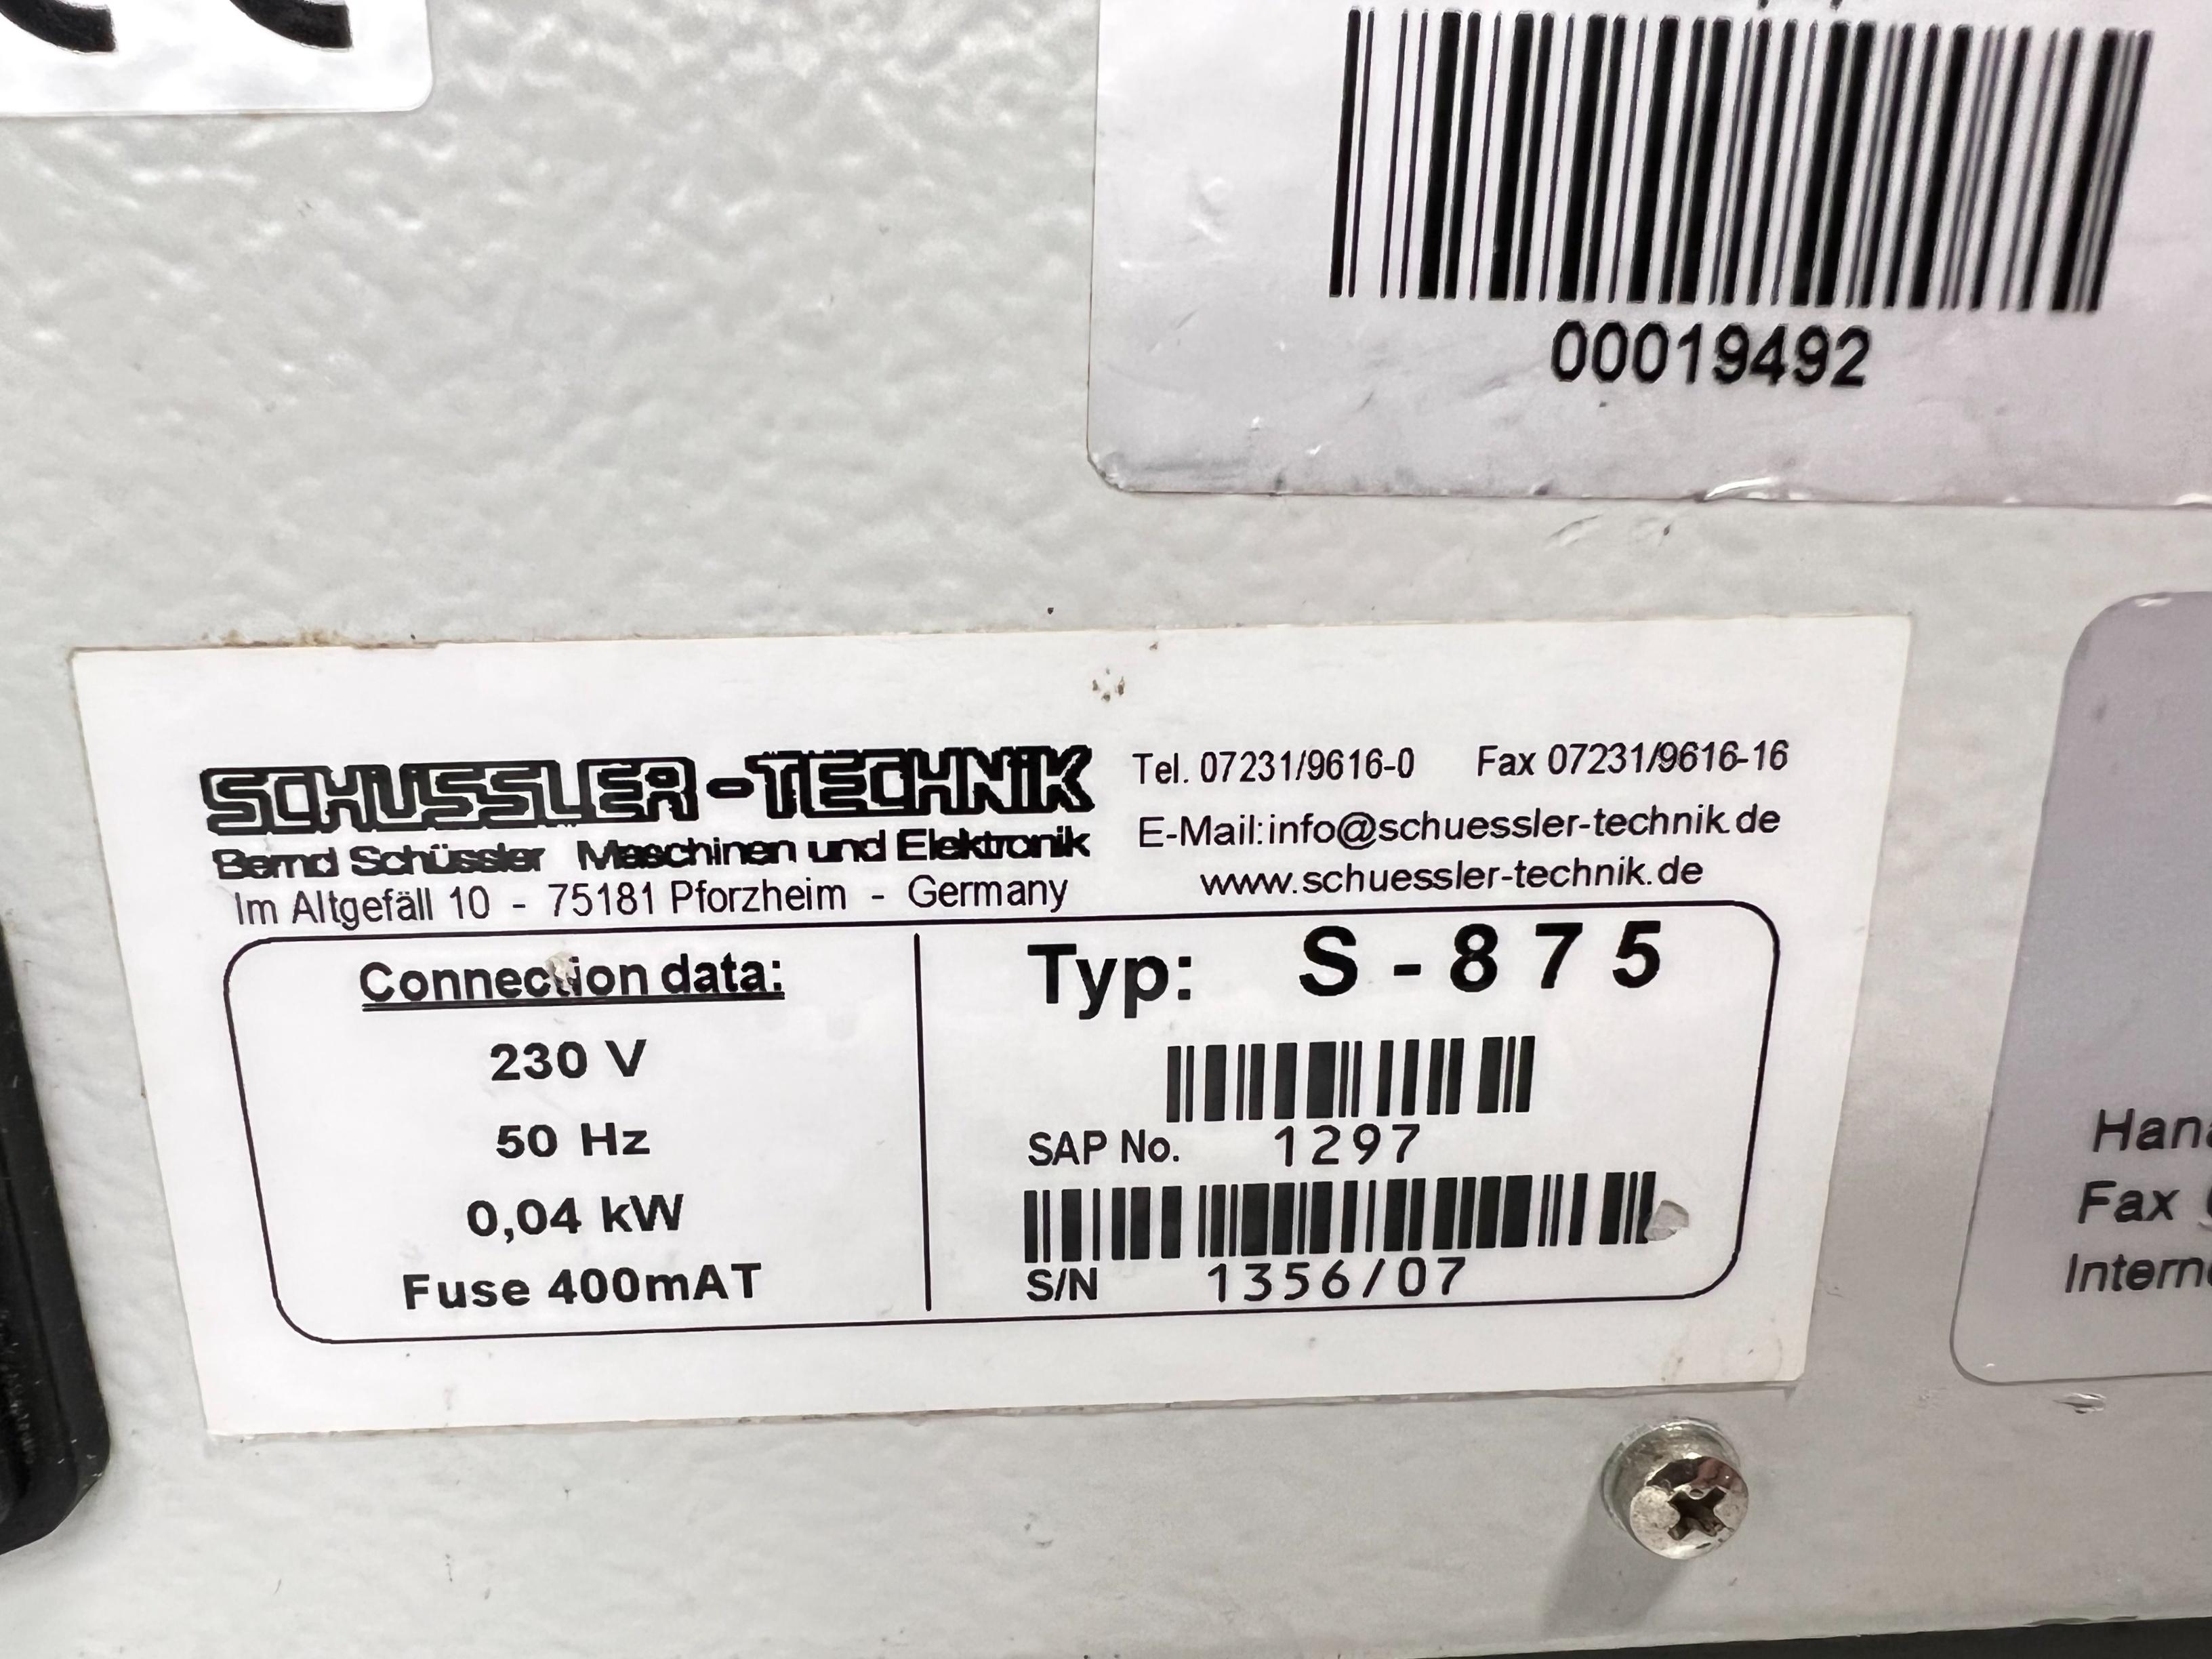 00019492
SCHUSSLER-TECHNIK
Bernd Schüssler Maschinen und Elektronik
Im Altgefäll 10 - 75181 Pforzheim - Germany
Tel. 07231/9616-0 Fax 07231/9616-16
E-Mail:info@schuessler-technik.de
www.schuessler-technik.de
Connection data:
230 V
50 Hz
0,04 kW
Fuse 400mAT
Typ: S-875
SAP No. 1297
S/N 1356/07
Fax